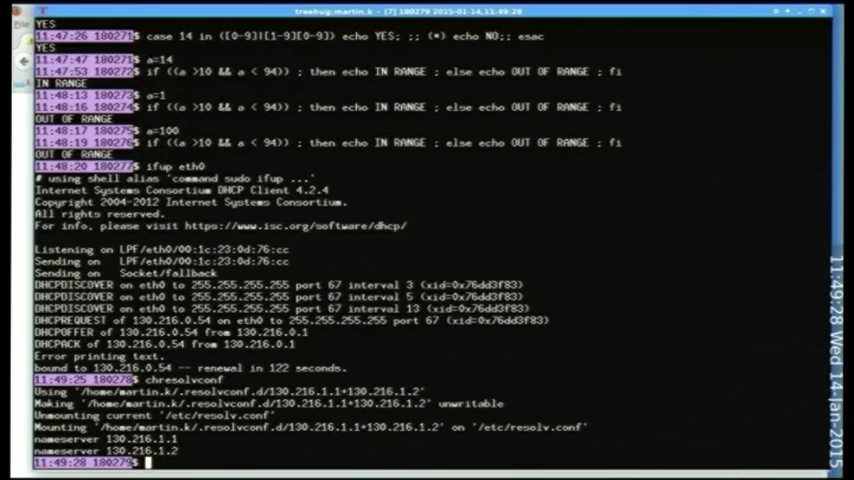 treehug:martin.k - [7] 180279 2015-01-14,11:49:28
YES
11:47:26 180271$ case 14 in ([0-9]|[1-9][0-9]) echo YES; ;; (*) echo NO;; esac
YES
11:47:47 180271$ a=14
11:47:53 180272$ if ((a >10 && a < 94)) ; then echo IN RANGE ; else echo OUT OF RANGE ; fi
IN RANGE
11:48:13 180273$ a=1
11:48:16 180274$ if ((a >10 && a < 94)) ; then echo IN RANGE ; else echo OUT OF RANGE ; fi
OUT OF RANGE
11:48:17 180275$ a=100
11:48:19 180276$ if ((a >10 && a < 94)) ; then echo IN RANGE ; else echo OUT OF RANGE ; fi
OUT OF RANGE
11:48:20 180277$ ifup eth0
# using shell alias 'command sudo ifup ...'
Internet Systems Consortium DHCP Client 4.2.4
Copyright 2004-2012 Internet Systems Consortium.
All rights reserved.
For info, please visit https://www.isc.org/software/dhcp/
Listening on LPF/eth0/00:1c:23:0d:76:cc
Sending on   LPF/eth0/00:1c:23:0d:76:cc
Sending on   Socket/fallback
DHCPDISCOVER on eth0 to 255.255.255.255 port 67 interval 3 (xid=0x76dd3f83)
DHCPDISCOVER on eth0 to 255.255.255.255 port 67 interval 5 (xid=0x76dd3f83)
DHCPDISCOVER on eth0 to 255.255.255.255 port 67 interval 13 (xid=0x76dd3f83)
DHCPREQUEST of 130.216.0.54 on eth0 to 255.255.255.255 port 67 (xid=0x76dd3f83)
DHCPOFFER of 130.216.0.54 from 130.216.0.1
DHCPACK of 130.216.0.54 from 130.216.0.1
Error printing text.
bound to 130.216.0.54 -- renewal in 122 seconds.
11:49:25 180278$ chresolvconf
Using '/home/martin.k/.resolvconf.d/130.216.1.1+130.216.1.2'
Making '/home/martin.k/.resolvconf.d/130.216.1.1+130.216.1.2' unwritable
Unmounting current '/etc/resolv.conf'
Mounting '/home/martin.k/.resolvconf.d/130.216.1.1+130.216.1.2' on '/etc/resolv.conf'
nameserver 130.216.1.1
nameserver 130.216.1.2
11:49:28 180279$
11:49:28 Wed 14-Jan-2015